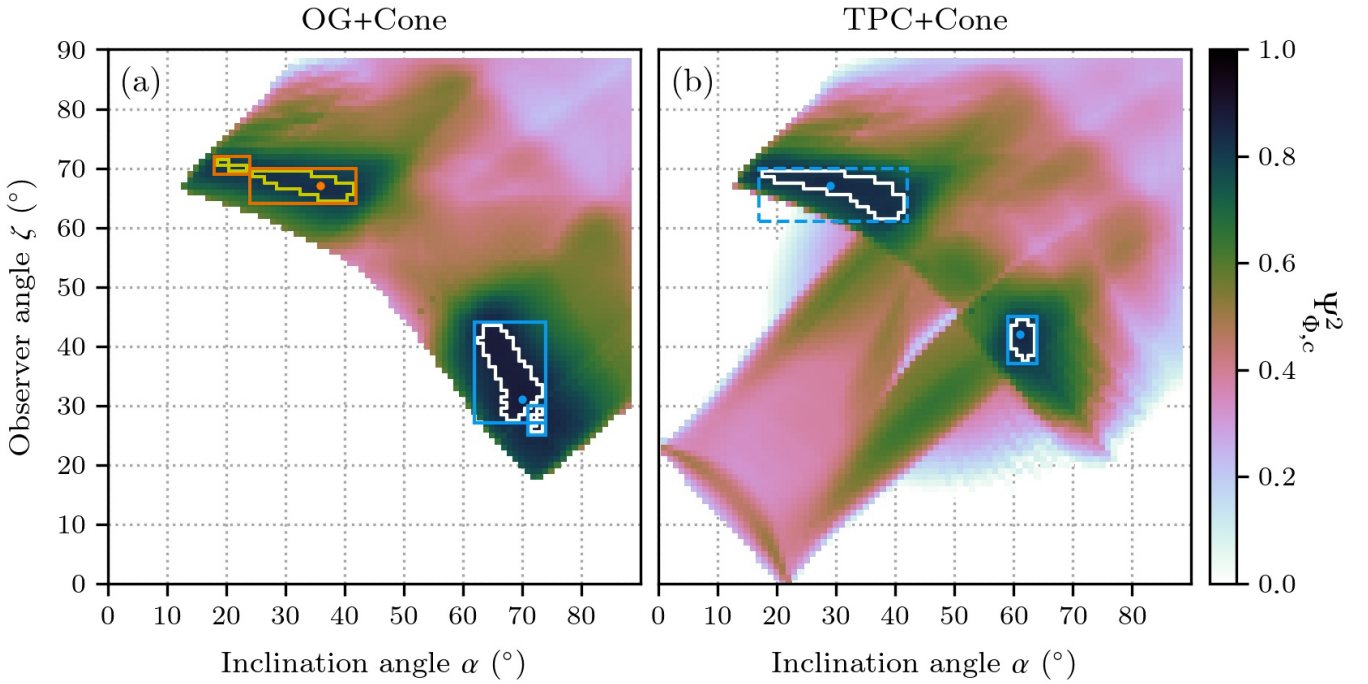 OG+Cone
TPC+Cone
(a)
(b)
90
80
70
60
50
40
30
20
10
0
Observer angle ζ (°)
0 10 20 30 40 50 60 70 80
Inclination angle α (°)
0 10 20 30 40 50 60 70 80
Inclination angle α (°)
1.0
0.8
0.6
0.4
0.2
0.0
Ψ²Φ,c